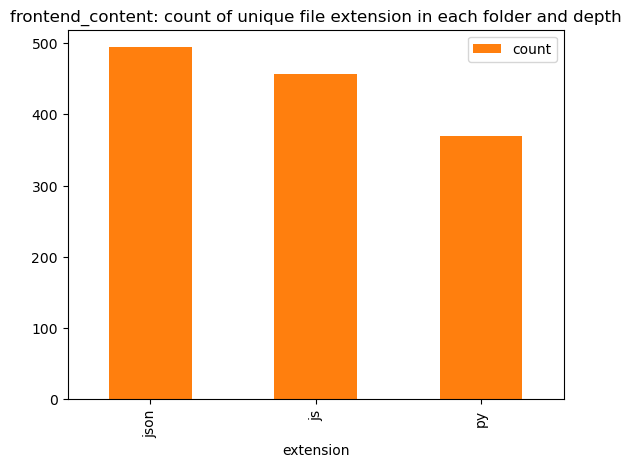 frontend_content: count of unique file extension in each folder and depth
count
500
400
300
200
100
0
json
js
py
extension